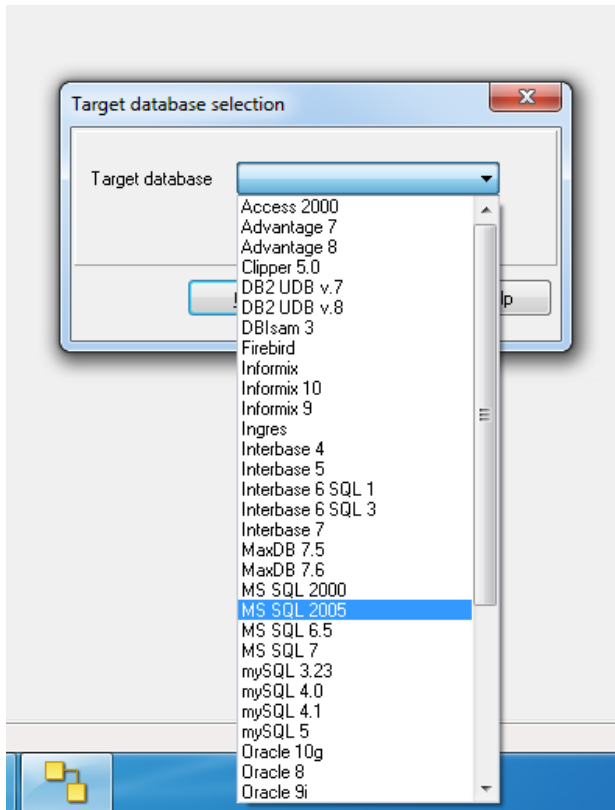 Target database selection
Target database
Access 2000
Advantage 7
Advantage 8
Clipper 5.0
DB2 UDB v.7
DB2 UDB v.8
DBIsam 3
Firebird
Informix
Informix 10
Informix 9
Ingres
Interbase 4
Interbase 5
Interbase 6 SQL 1
Interbase 6 SQL 3
Interbase 7
MaxDB 7.5
MaxDB 7.6
MS SQL 2000
MS SQL 2005
MS SQL 6.5
MS SQL 7
mySQL 3.23
mySQL 4.0
mySQL 4.1
mySQL 5
Oracle 10g
Oracle 8
Oracle 9i